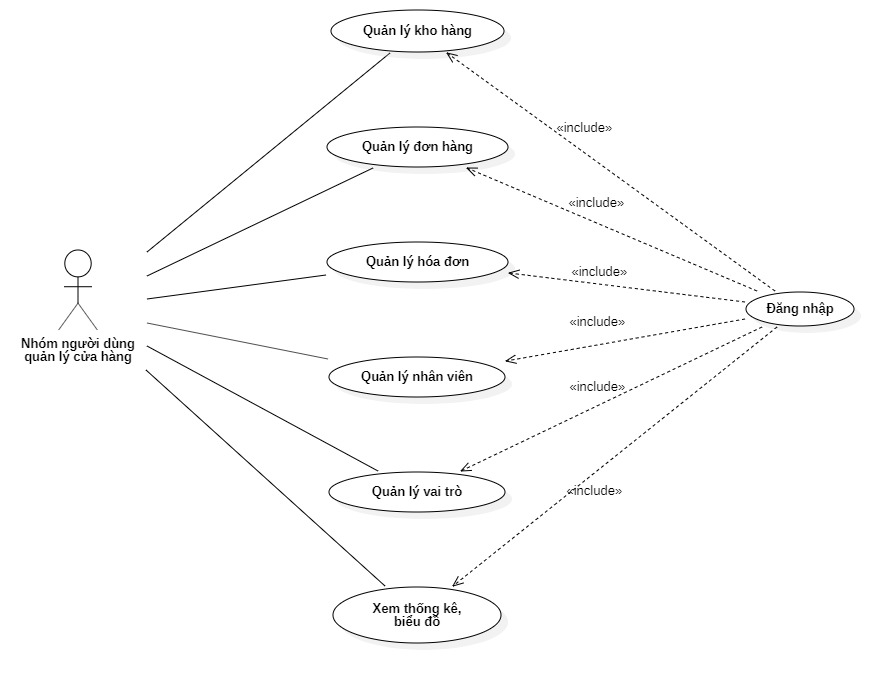 Quản lý kho hàng
«include»
Quản lý đơn hàng
«include»
Quản lý hóa đơn
«include»
Đăng nhập
«include»
Nhóm người dùng
quản lý cửa hàng
Quản lý nhân viên
«include»
Quản lý vai trò
«include»
Xem thống kê,
biểu đồ